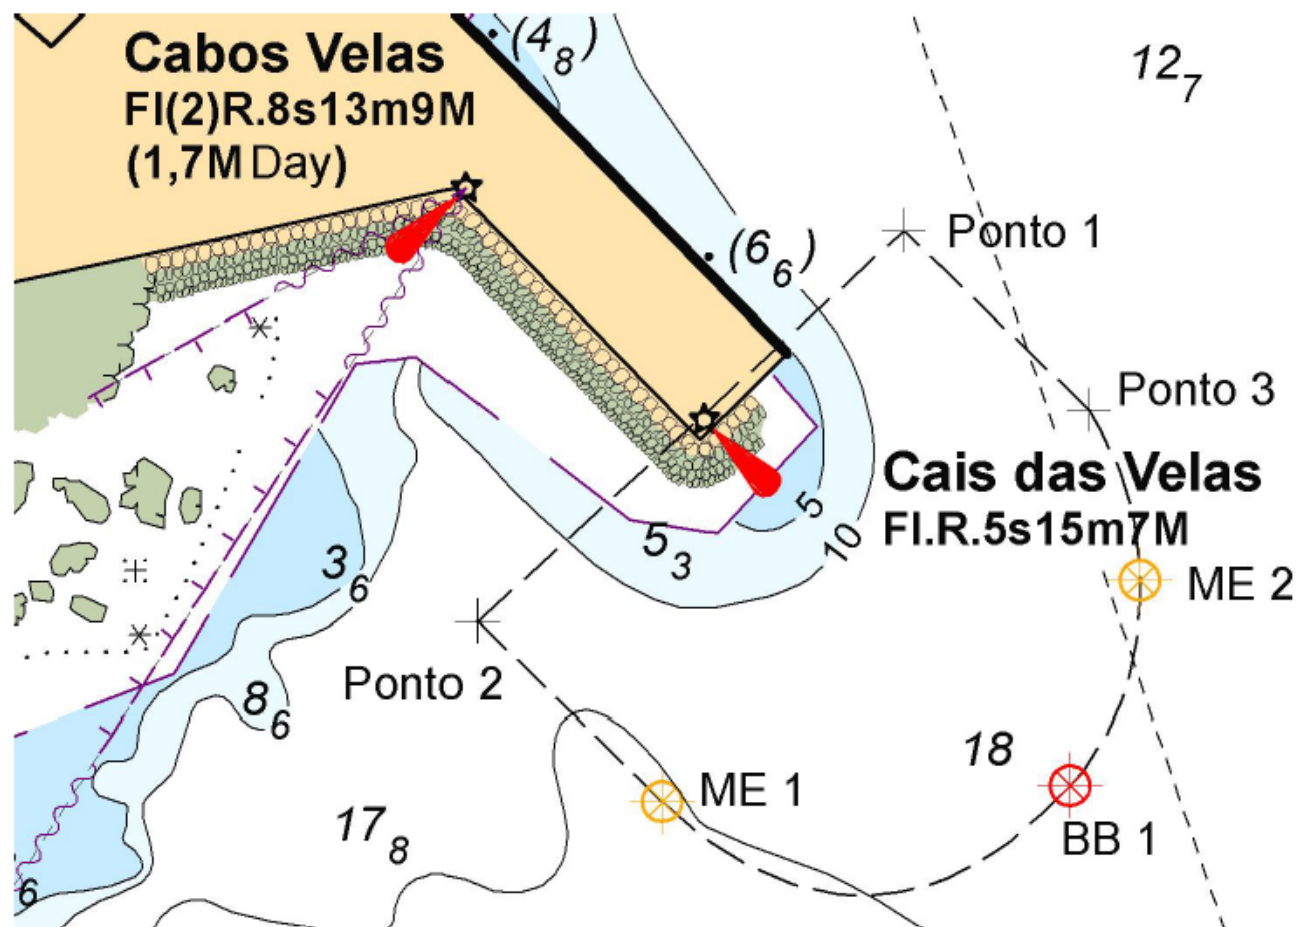 (4₈)
Cabos Velas
Fl(2)R.8s13m9M
(1,7M Day)
12₇
Ponto 1
(6₆)
Ponto 3
Cais das Velas
Fl.R.5s15m7M
5
10
5₃
3₆
ME 2
Ponto 2
8₆
18
ME 1
17₈
BB 1
6